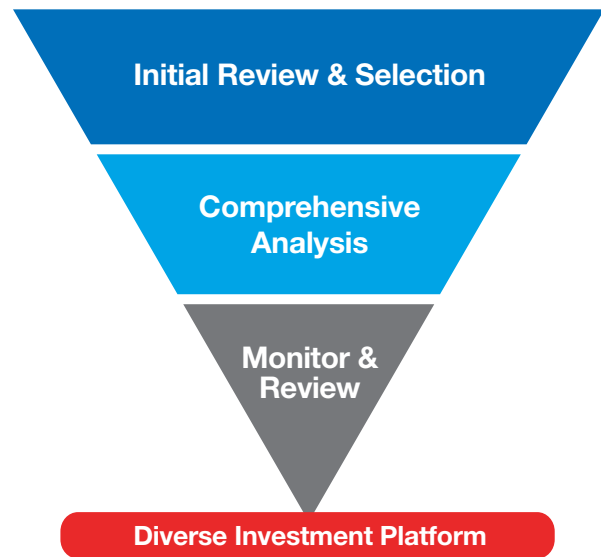 Initial Review & Selection
Comprehensive
Analysis
Monitor &
Review
Diverse Investment Platform